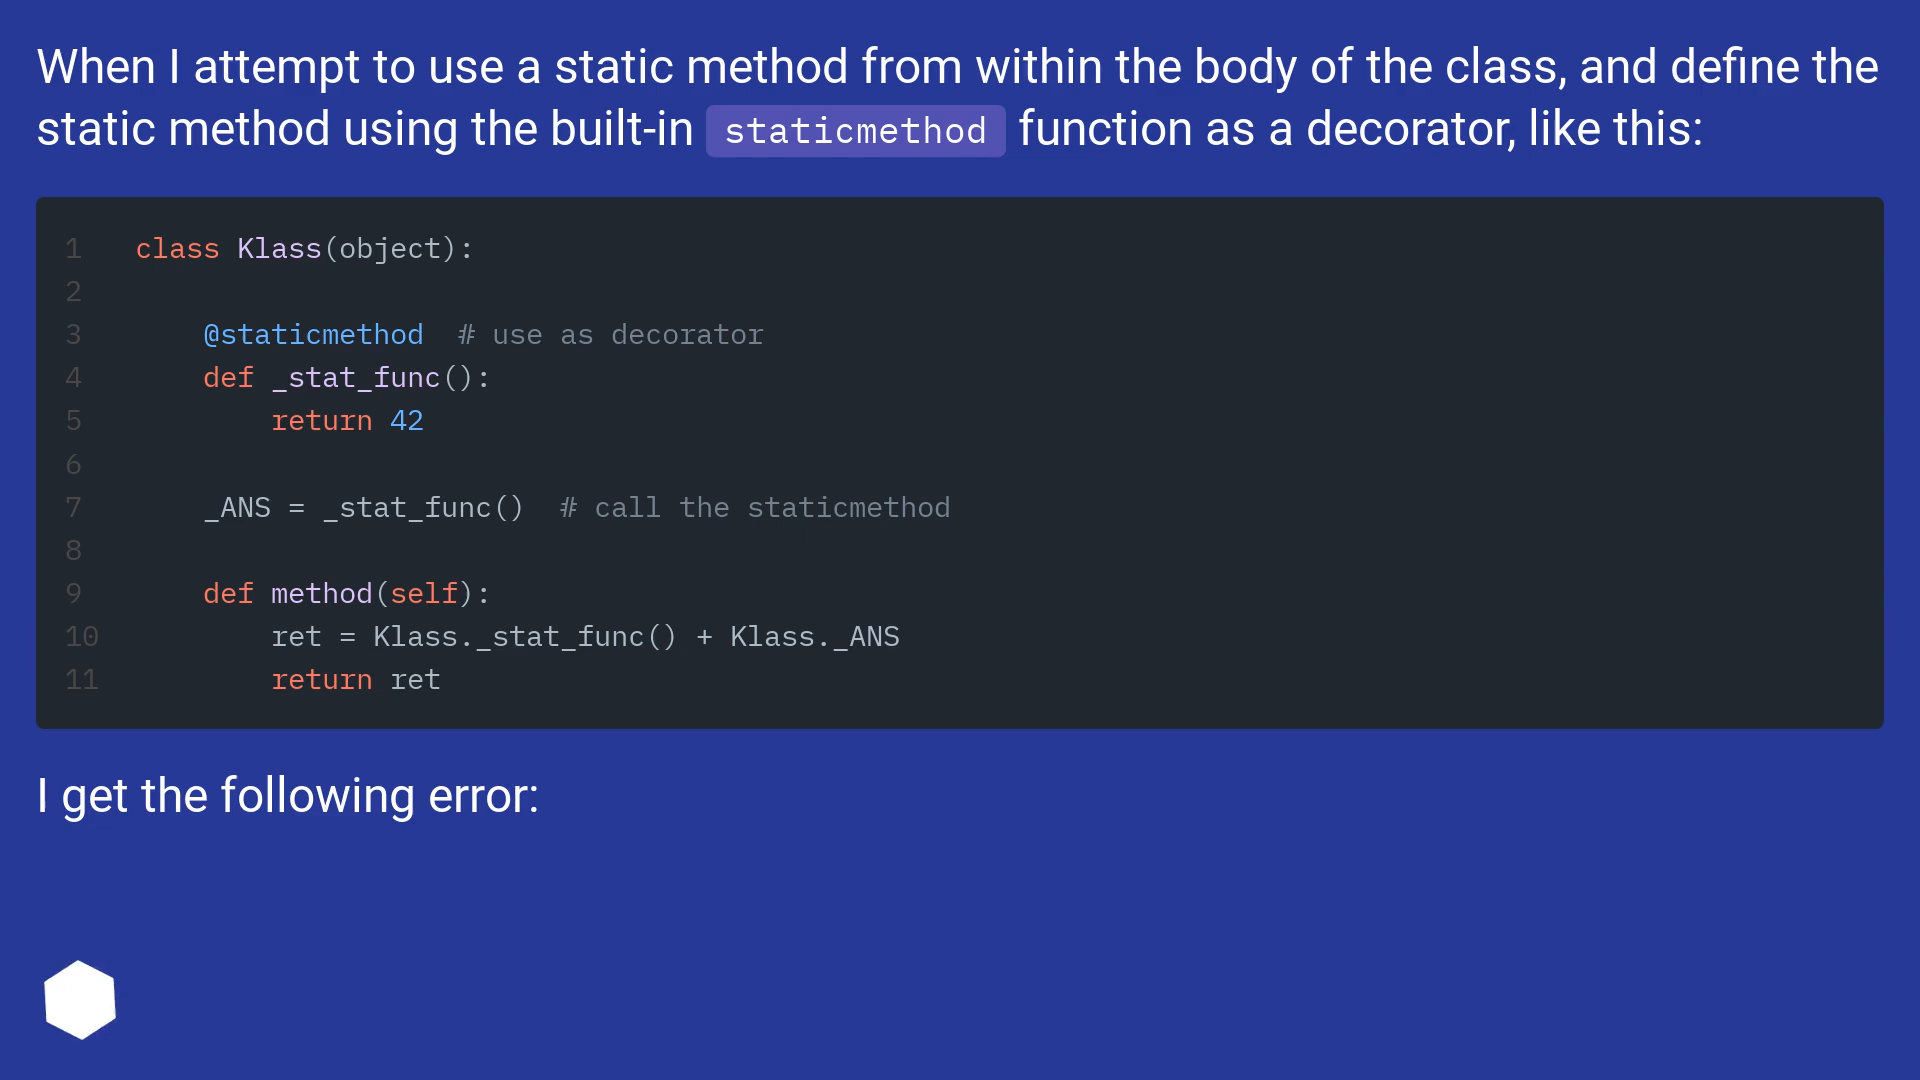 When I attempt to use a static method from within the body of the class, and define the
static method using the built-in staticmethod function as a decorator, like this:
1 class Klass(object):
2
3     @staticmethod  # use as decorator
4     def _stat_func():
5         return 42
6
7     _ANS = _stat_func()  # call the staticmethod
8
9     def method(self):
10         ret = Klass._stat_func() + Klass._ANS
11         return ret
I get the following error: